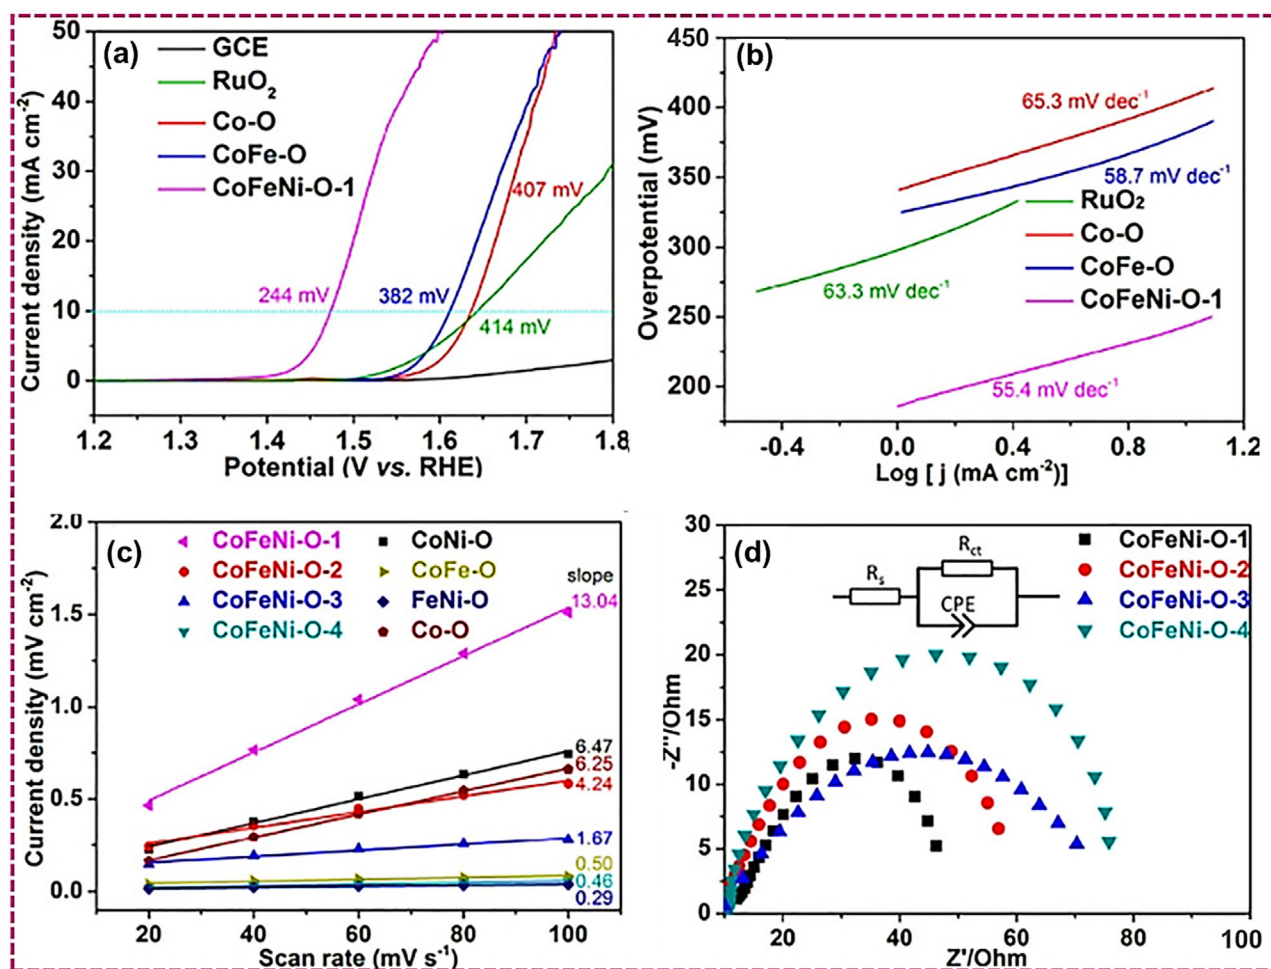 (a)
GCE
RuO2
Co-O
CoFe-O
CoFeNi-O-1
50
40
30
20
10
0
407 mV
244 mV
382 mV
414 mV
1.2 1.3 1.4 1.5 1.6 1.7 1.8
Potential (V vs. RHE)
Current density (mA cm-2)
(b)
450
400
350
300
250
200
65.3 mV dec-1
58.7 mV dec-1
RuO2
Co-O
CoFe-O
CoFeNi-O-1
63.3 mV dec-1
55.4 mV dec-1
-0.4 0.0 0.4 0.8 1.2
Log [ j (mA cm-2)]
Overpotential (mV)
(c)
2.0
1.5
1.0
0.5
0.0
CoFeNi-O-1 CoNi-O
CoFeNi-O-2 CoFe-O
CoFeNi-O-3 FeNi-O
CoFeNi-O-4 Co-O
slope
13.04
6.47
6.25
4.24
1.67
0.50
0.46
0.29
20 40 60 80 100
Scan rate (mV s-1)
Current density (mV cm-2)
(d)
30
25
20
15
10
5
0
Rct
Rs
CPE
CoFeNi-O-1
CoFeNi-O-2
CoFeNi-O-3
CoFeNi-O-4
20 40 60 80 100
Z'/Ohm
-Z''/Ohm